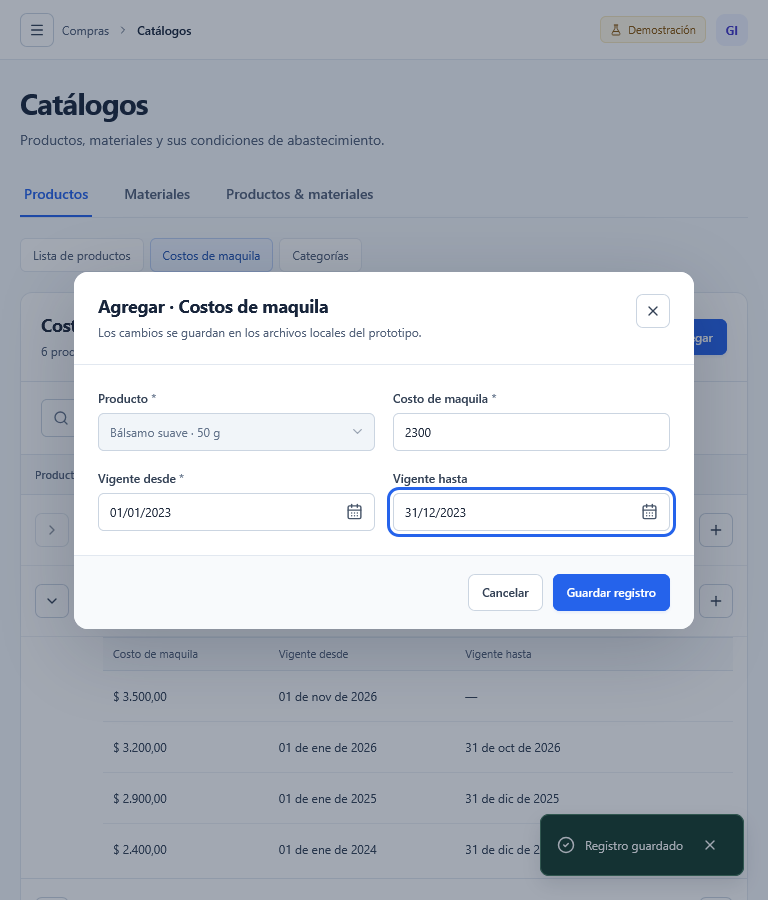 Compras > Catálogos
Demostración
GI
Catálogos
Productos, materiales y sus condiciones de abastecimiento.
Productos
Materiales
Productos & materiales
Lista de productos
Costos de maquila
Categorías
Agregar · Costos de maquila
Los cambios se guardan en los archivos locales del prototipo.
Producto *
Bálsamo suave · 50 g
Costo de maquila *
2300
Vigente desde *
01/01/2023
Vigente hasta
31/12/2023
Cancelar
Guardar registro
Costo de maquila
Vigente desde
Vigente hasta
$ 3.500,00
01 de nov de 2026
—
$ 3.200,00
01 de ene de 2026
31 de oct de 2026
$ 2.900,00
01 de ene de 2025
31 de dic de 2025
$ 2.400,00
01 de ene de 2024
31 de dic de 2
Registro guardado